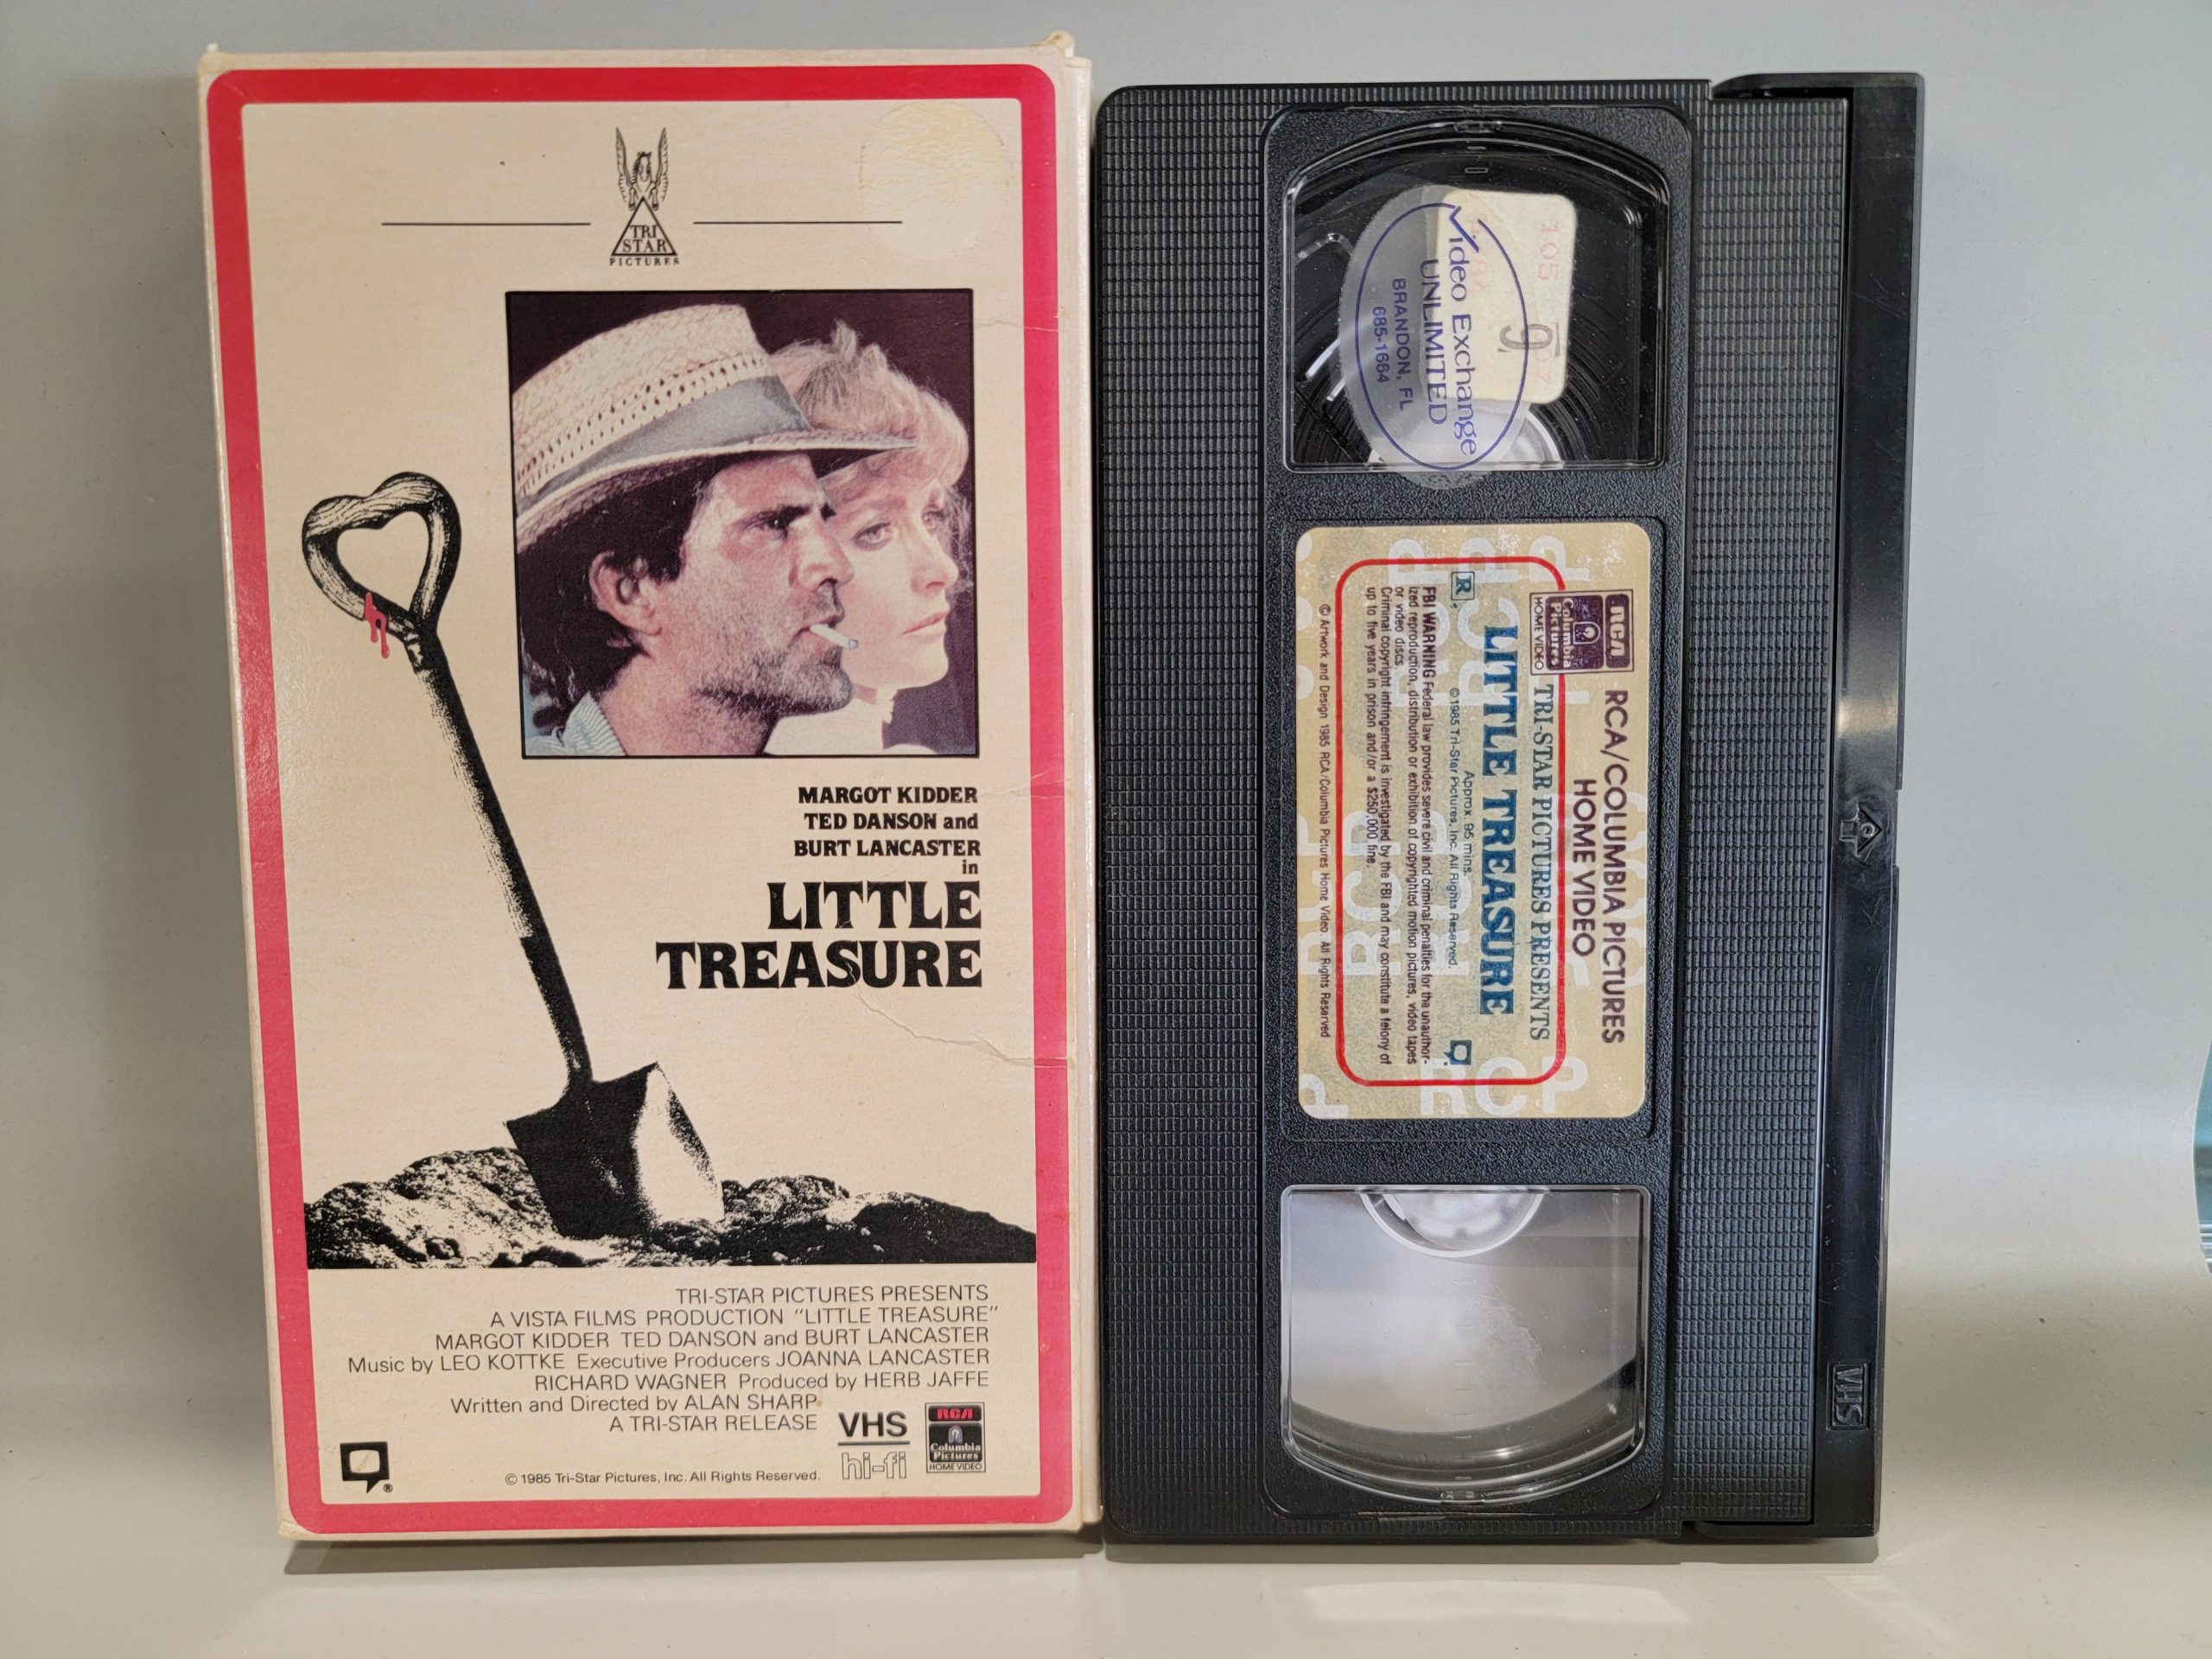 TRI
STAR
PICTURES
MARGOT KIDDER
TED DANSON and
BURT LANCASTER
in
LITTLE
TREASURE
TRI-STAR PICTURES PRESENTS
A VISTA FILMS PRODUCTION "LITTLE TREASURE"
MARGOT KIDDER TED DANSON and BURT LANCASTER
Music by LEO KOTTKE Executive Producers JOANNA LANCASTER
RICHARD WAGNER Produced by HERB JAFFE
Written and Directed by ALAN SHARP
A TRI-STAR RELEASE
VHS
hi-fi
RCA
Columbia
Pictures
HOME VIDEO
®
© 1985 Tri-Star Pictures, Inc. All Rights Reserved.
105
9
Video Exchange
UNLIMITED
BRANDON, FL
685-1664
RCA/COLUMBIA PICTURES
HOME VIDEO
RCA
Columbia
Pictures
HOME VIDEO
TRI-STAR PICTURES PRESENTS
LITTLE TREASURE
R
Approx. 95 mins.
©1985 Tri-Star Pictures, Inc. All Rights Reserved.
FBI WARNING Federal law provides severe civil and criminal penalties for the unauthor-
ized reproduction, distribution or exhibition of copyrighted motion pictures, video tapes
or video discs.
Criminal copyright infringement is investigated by the FBI and may constitute a felony of
up to five years in prison and/or a $250,000 fine.
© Artwork and Design 1985 RCA/Columbia Pictures Home Video. All Rights Reserved
VHS